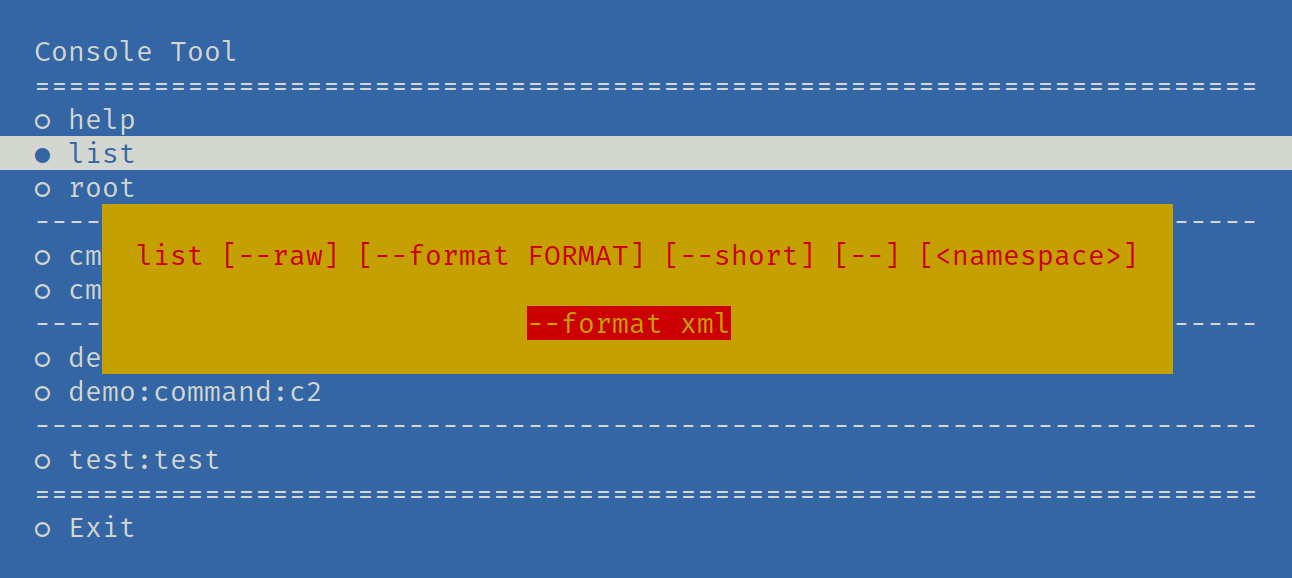 Console Tool
========================================================================
○ help
● list
○ root
---- -----
○ cm
list [--raw] [--format FORMAT] [--short] [--] [<namespace>]
○ cm
---- -----
--format xml
○ de
○ demo:command:c2
------------------------------------------------------------------------
○ test:test
========================================================================
○ Exit